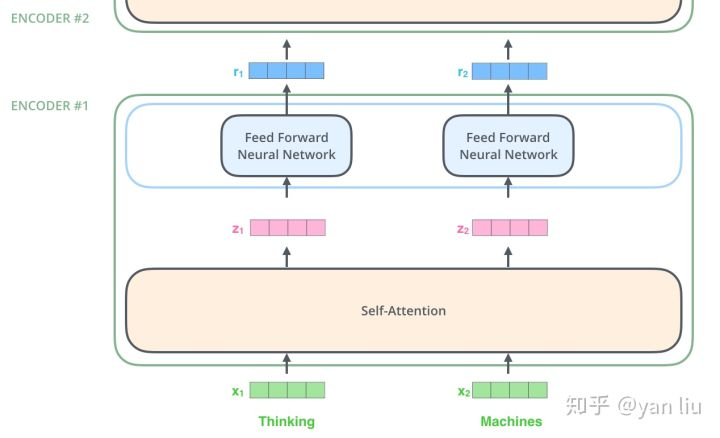 ENCODER #2
r1 r2
ENCODER #1
Feed Forward Neural Network
Feed Forward Neural Network
z1 z2
Self-Attention
x1 x2
Thinking Machines
知乎 @yan liu